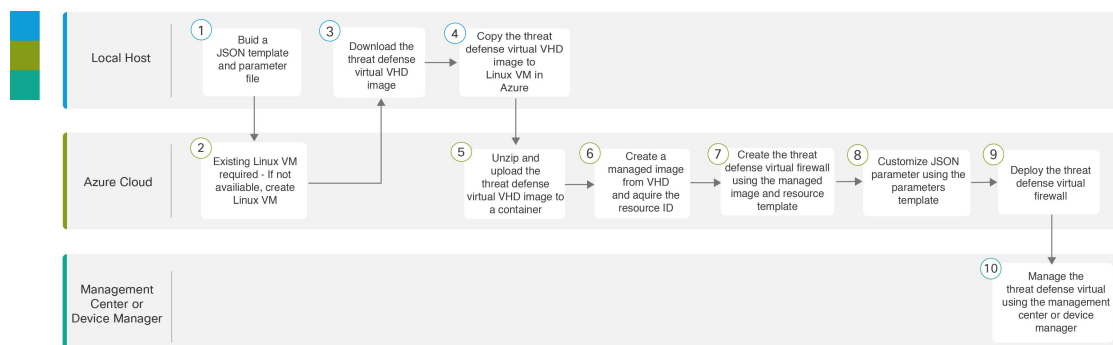 Local Host
1
Buid a
JSON template
and parameter
file
3
Download the
threat defense
virtual VHD
image
4
Copy the threat
defense virtual VHD
image to
Linux VM in
Azure
Azure Cloud
2
Existing Linux VM
required - If not
availiable, create
Linux VM
5
Unzip and
upload the
threat defense
virtual VHD image to
a container
6
Create a
managed image
from VHD
and aquire the
resource ID
7
Create the threat
defense virtual firewall
using the managed
image and resource
template
8
Customize JSON
parameter using the
parameters
template
9
Deploy the threat
defense virtual
firewall
Management
Center or
Device Manager
10
Manage the
threat defense virtual
using the management
center or device
manager